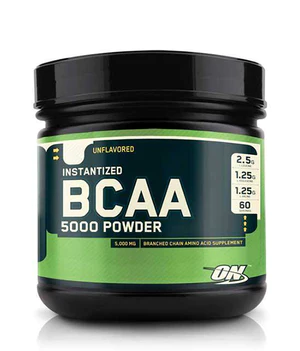 UNFLAVORED
INSTANTIZED
BCAA
5000 POWDER
5,000 MG
BRANCHED CHAIN AMINO ACID SUPPLEMENT
2.5G
1.25G
1.25G
60
ON